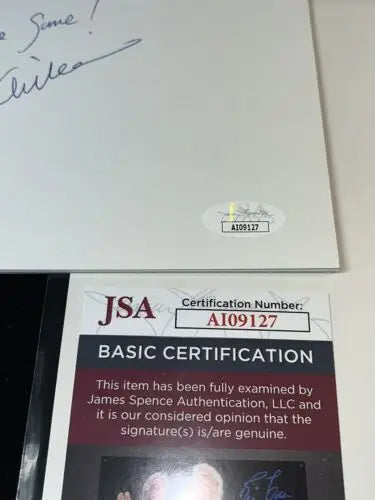 Same!
AI09127
JSA
Certification Number:
AI09127
BASIC CERTIFICATION
This item has been fully examined by
James Spence Authentication, LLC and
it is our considered opinion that the
signature(s) is/are genuine.